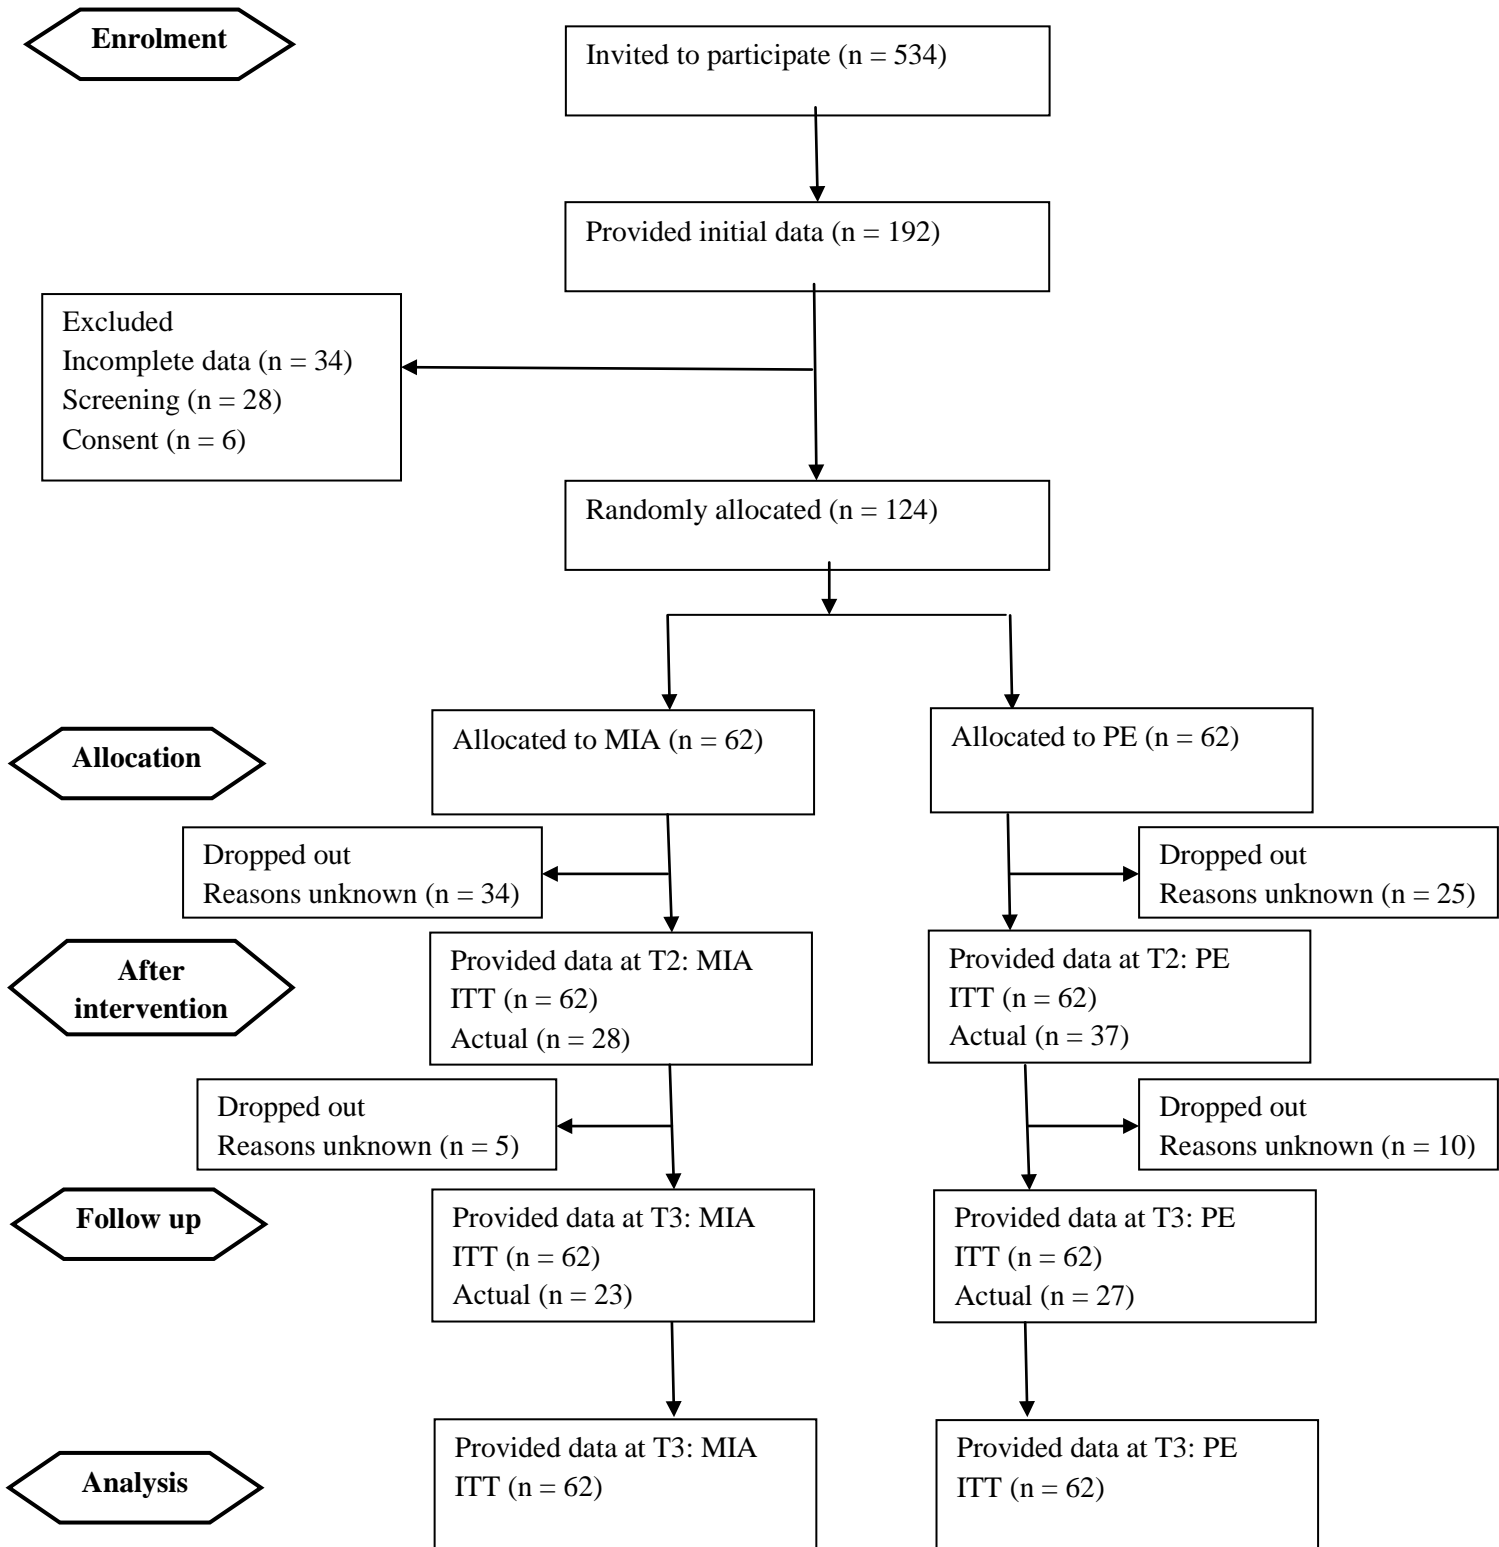 Enrolment
Invited to participate (n = 534)
Provided initial data (n = 192)
Excluded
Incomplete data (n = 34)
Screening (n = 28)
Consent (n = 6)
Randomly allocated (n = 124)
Allocation
Allocated to MIA (n = 62)
Allocated to PE (n = 62)
Dropped out
Reasons unknown (n = 34)
Dropped out
Reasons unknown (n = 25)
After
intervention
Provided data at T2: MIA
ITT (n = 62)
Actual (n = 28)
Provided data at T2: PE
ITT (n = 62)
Actual (n = 37)
Dropped out
Reasons unknown (n = 5)
Dropped out
Reasons unknown (n = 10)
Follow up
Provided data at T3: MIA
ITT (n = 62)
Actual (n = 23)
Provided data at T3: PE
ITT (n = 62)
Actual (n = 27)
Analysis
Provided data at T3: MIA
ITT (n = 62)
Provided data at T3: PE
ITT (n = 62)